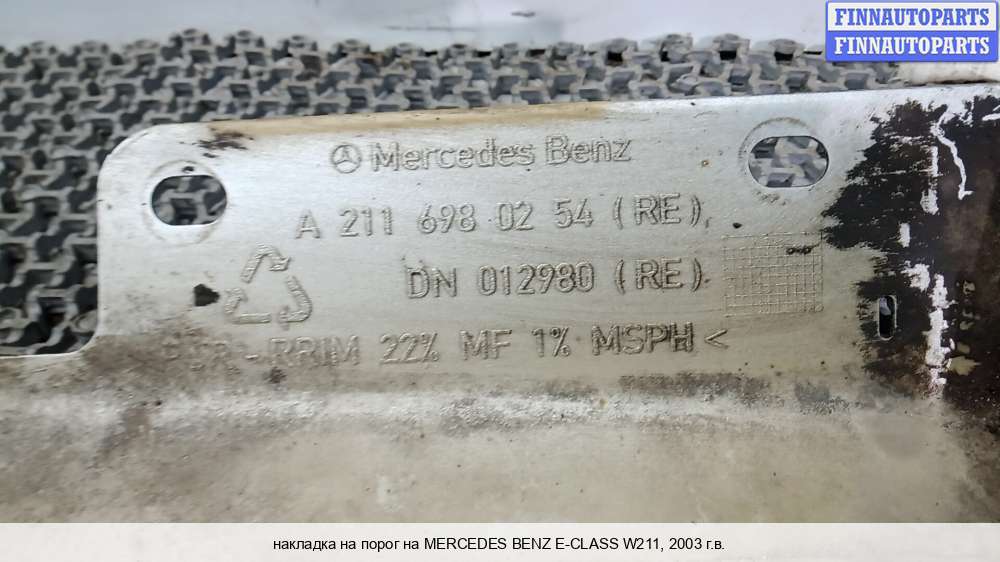 FINNAUTOPARTS
FINNAUTOPARTS
Mercedes Benz
A 211 698 02 54 (RE),
DN 012980 (RE).
- RRIM 22% MF 1% MSPH <
накладка на порог на MERCEDES BENZ E-CLASS W211, 2003 г.в.